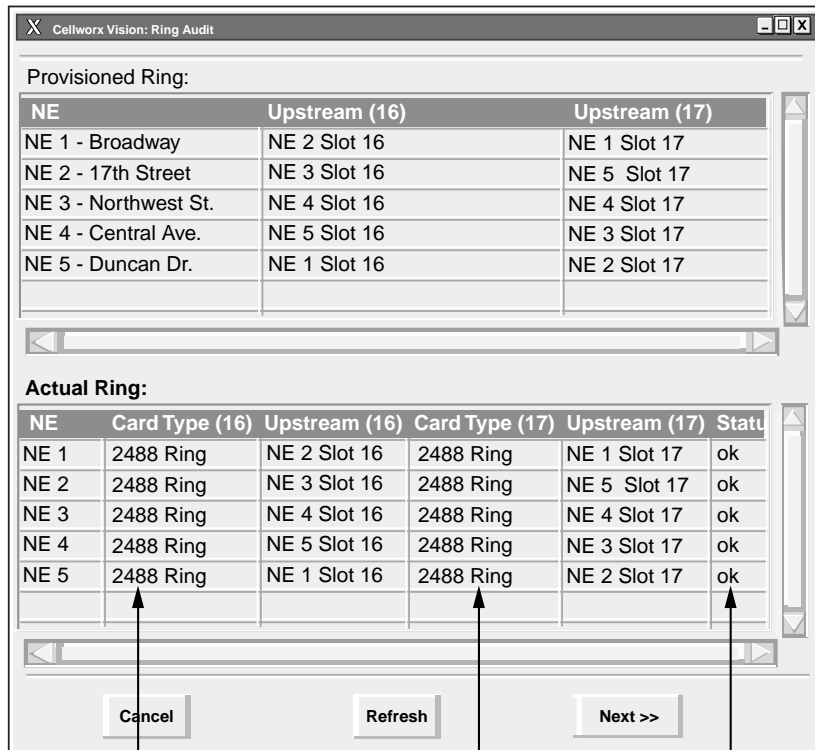 X Cellworx Vision: Ring Audit
Provisioned Ring:
NE Upstream (16) Upstream (17)
NE 1 - Broadway NE 2 Slot 16 NE 1 Slot 17
NE 2 - 17th Street NE 3 Slot 16 NE 5 Slot 17
NE 3 - Northwest St. NE 4 Slot 16 NE 4 Slot 17
NE 4 - Central Ave. NE 5 Slot 16 NE 3 Slot 17
NE 5 - Duncan Dr. NE 1 Slot 16 NE 2 Slot 17
Actual Ring:
NE Card Type (16) Upstream (16) Card Type (17) Upstream (17) Statu
NE 1 2488 Ring NE 2 Slot 16 2488 Ring NE 1 Slot 17 ok
NE 2 2488 Ring NE 3 Slot 16 2488 Ring NE 5 Slot 17 ok
NE 3 2488 Ring NE 4 Slot 16 2488 Ring NE 4 Slot 17 ok
NE 4 2488 Ring NE 5 Slot 16 2488 Ring NE 3 Slot 17 ok
NE 5 2488 Ring NE 1 Slot 16 2488 Ring NE 2 Slot 17 ok
Cancel Refresh Next >>